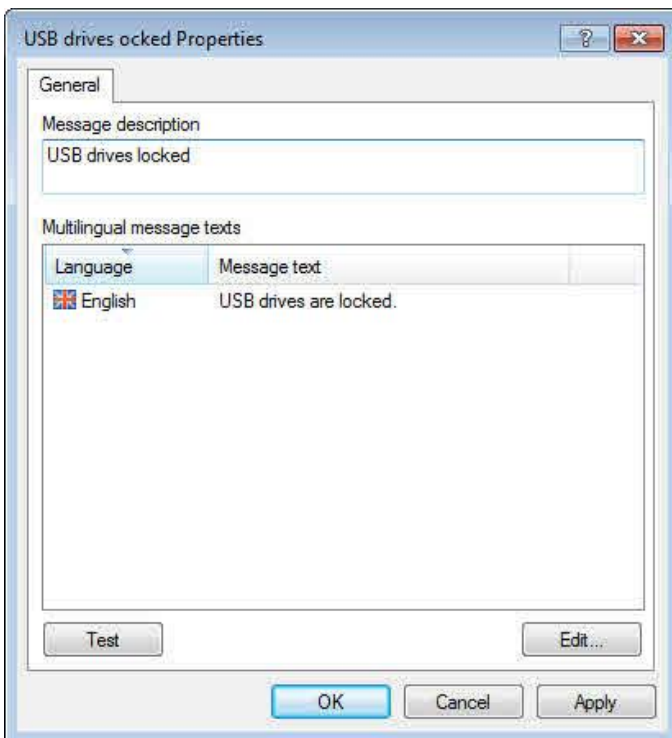 USB drives ocked Properties
General
Message description
USB drives locked
Multilingual message texts
Language Message text
English USB drives are locked.
Test Edit...
OK Cancel Apply